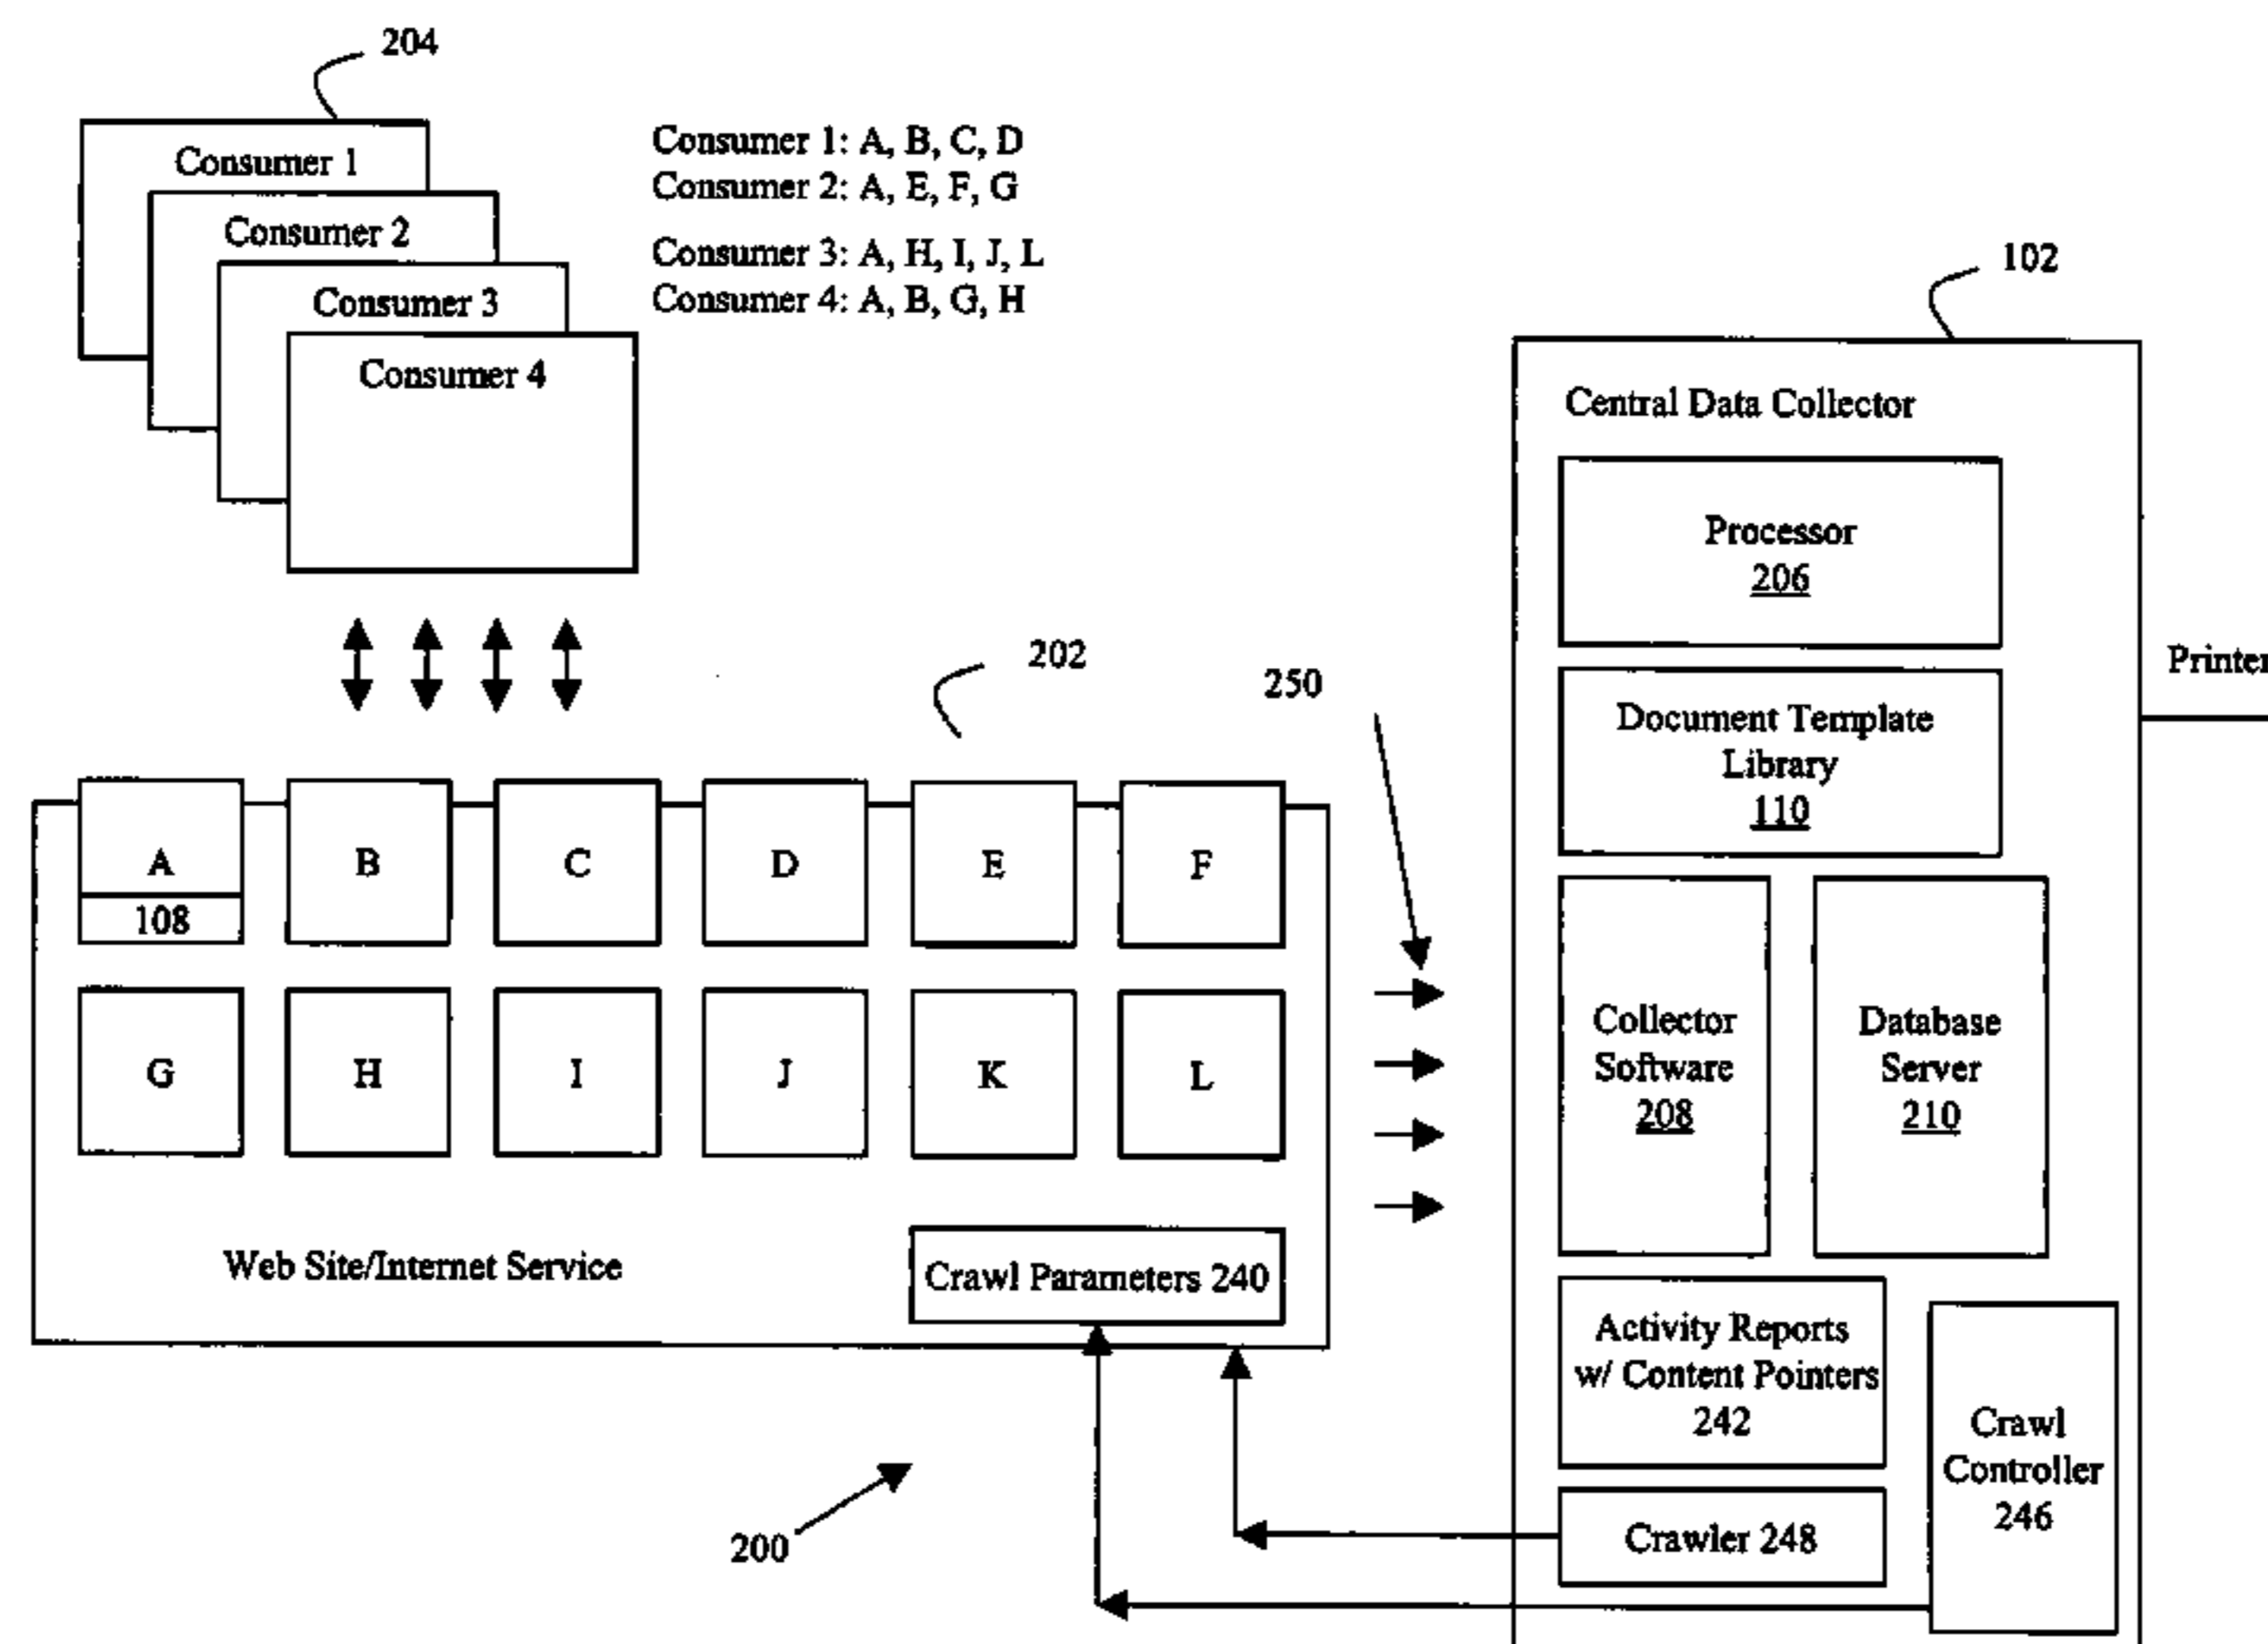 204
Consumer 1
Consumer 2
Consumer 3
Consumer 4
Consumer 1: A, B, C, D
Consumer 2: A, E, F, G
Consumer 3: A, H, I, J, L
Consumer 4: A, B, G, H
102
Central Data Collector
Processor
206
Document Template
Library
110
Printer
202
250
A
108
B
C
D
E
F
G
H
I
J
K
L
Web Site/Internet Service
Crawl Parameters 240
Collector
Software
208
Database
Server
210
Activity Reports
w/ Content Pointers
242
Crawl
Controller
246
Crawler 248
200